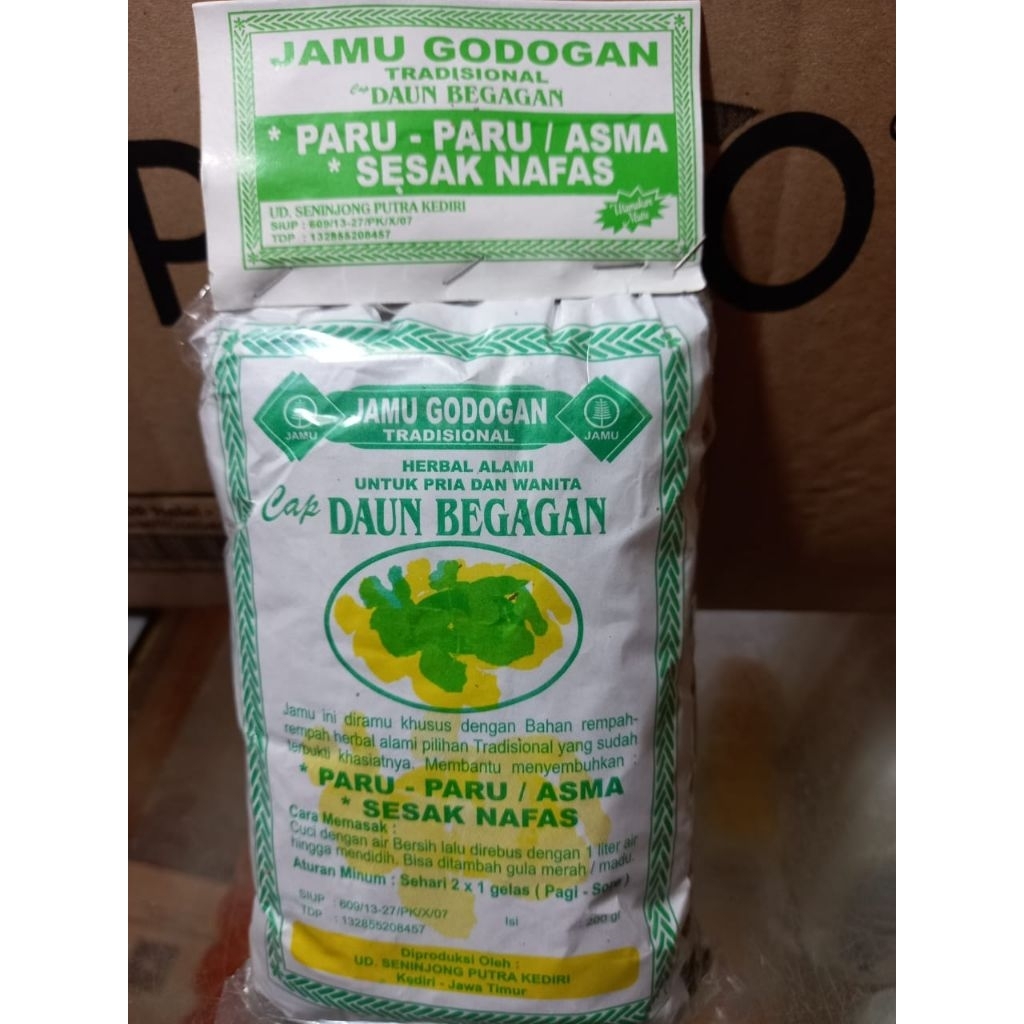 JAMU GODOGAN
TRADISIONAL
Cap DAUN BEGAGAN
* PARU - PARU / ASMA
* SESAK NAFAS
UD. SENINJONG PUTRA KEDIRI
SIUP : 609/13-27/PK/X/07
TDP : 132855208457
Utamakan
Mutu
JAMU GODOGAN
TRADISIONAL
JAMU
JAMU
HERBAL ALAMI
UNTUK PRIA DAN WANITA
Cap DAUN BEGAGAN
Jamu ini diramu khusus dengan Bahan rempah-
rempah herbal alami pilihan Tradisional yang sudah
terbukti khasiatnya. Membantu menyembuhkan :
* PARU - PARU / ASMA
* SESAK NAFAS
Cara Memasak :
Cuci dengan air Bersih lalu direbus dengan 1 liter air
hingga mendidih. Bisa ditambah gula merah / madu.
Aturan Minum : Sehari 2 x 1 gelas ( Pagi - Sore )
SIUP : 609/13-27/PK/X/07
TDP : 132855208457
Isi : 200 gr
Diproduksi Oleh :
UD. SENINJONG PUTRA KEDIRI
Kediri - Jawa Timur